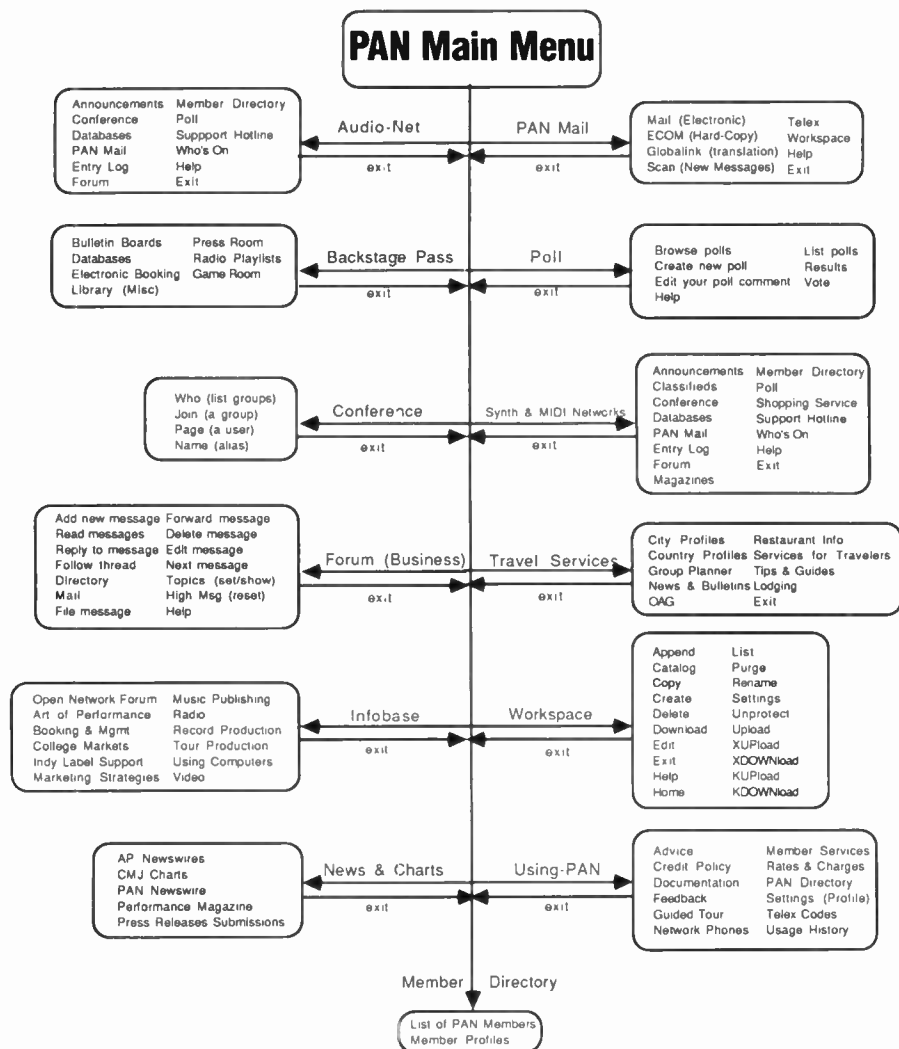 PAN Main Menu
Audio-Net
exit
Announcements Member Directory
Conference Poll
Databases Suppport Hotline
PAN Mail Who's On
Entry Log Help
Forum Exit
PAN Mail
exit
Mail (Electronic) Telex
ECOM (Hard-Copy) Workspace
Globalink (translation) Help
Scan (New Messages) Exit
Backstage Pass
exit
Bulletin Boards Press Room
Databases Radio Playlists
Electronic Booking Game Room
Library (Misc)
Poll
exit
Browse polls List polls
Create new poll Results
Edit your poll comment Vote
Help
Conference
exit
Who (list groups)
Join (a group)
Page (a user)
Name (alias)
Synth & MIDI Networks
exit
Announcements Member Directory
Classifieds Poll
Conference Shopping Service
Databases Support Hotline
PAN Mail Who's On
Entry Log Help
Forum Exit
Magazines
Forum (Business)
exit
Add new message Forward message
Read messages Delete message
Reply to message Edit message
Follow thread Next message
Directory Topics (set/show)
Mail High Msg (reset)
File message Help
Travel Services
exit
City Profiles Restaurant Info
Country Profiles Services for Travelers
Group Planner Tips & Guides
News & Bulletins Lodging
OAG Exit
Infobase
exit
Open Network Forum Music Publishing
Art of Performance Radio
Booking & Mgmt Record Production
College Markets Tour Production
Indy Label Support Using Computers
Marketing Strategies Video
Workspace
exit
Append List
Catalog Purge
Copy Rename
Create Settings
Delete Unprotect
Download Upload
Edit XUPload
Exit XDOWNload
Help KUPload
Home KDOWNload
News & Charts
exit
AP Newswires
CMJ Charts
PAN Newswire
Performance Magazine
Press Releases Submissions
Using-PAN
exit
Advice Member Services
Credit Policy Rates & Charges
Documentation PAN Directory
Feedback Settings (Profile)
Guided Tour Telex Codes
Network Phones Usage History
Member Directory
List of PAN Members
Member Profiles